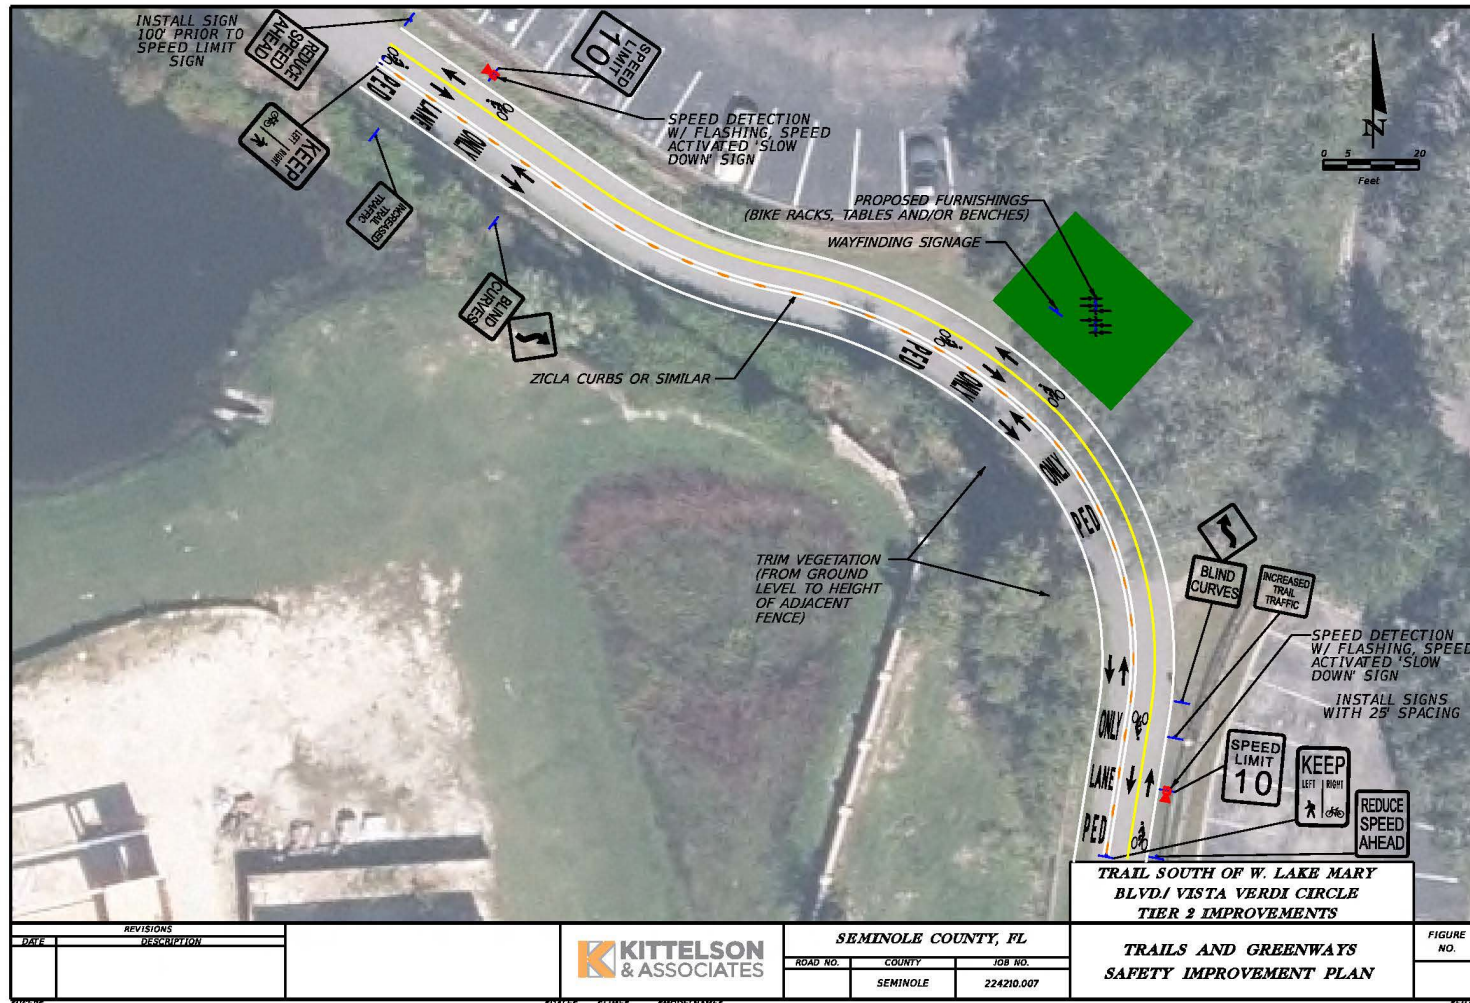 INSTALL SIGN
100' PRIOR TO
SPEED LIMIT
SIGN
REDUCE
SPEED
AHEAD
SPEED
LIMIT
10
SPEED DETECTION
W/ FLASHING, SPEED
ACTIVATED 'SLOW
DOWN' SIGN
KEEP
LEFT RIGHT
PED
LANE
ONLY
INCREASED
TRAIL
TRAFFIC
BLIND
CURVES
N
0 5 20
Feet
PROPOSED FURNISHINGS
(BIKE RACKS, TABLES AND/OR BENCHES)
WAYFINDING SIGNAGE
ZICLA CURBS OR SIMILAR
PED
ONLY
ONLY
PED
TRIM VEGETATION
(FROM GROUND
LEVEL TO HEIGHT
OF ADJACENT
FENCE)
BLIND
CURVES
INCREASED
TRAIL
TRAFFIC
SPEED DETECTION
W/ FLASHING, SPEED
ACTIVATED 'SLOW
DOWN' SIGN
INSTALL SIGNS
WITH 25' SPACING
ONLY
LANE
PED
SPEED
LIMIT
10
KEEP
LEFT RIGHT
REDUCE
SPEED
AHEAD
TRAIL SOUTH OF W. LAKE MARY
BLVD./ VISTA VERDI CIRCLE
TIER 2 IMPROVEMENTS
REVISIONS
DATE DESCRIPTION
KITTELSON
& ASSOCIATES
SEMINOLE COUNTY, FL
ROAD NO. COUNTY JOB NO.
SEMINOLE 224210.007
TRAILS AND GREENWAYS
SAFETY IMPROVEMENT PLAN
FIGURE
NO.